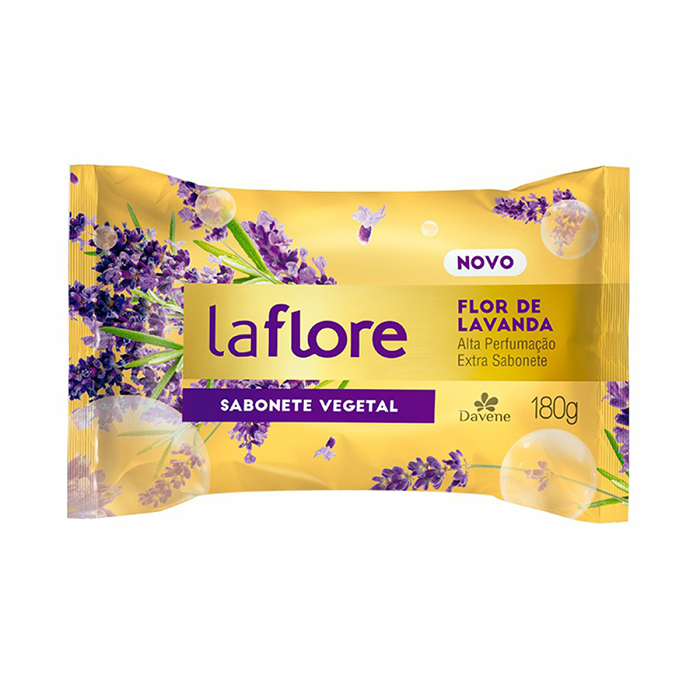 NOVO
laflore
FLOR DE
LAVANDA
Alta Perfumação
Extra Sabonete
SABONETE VEGETAL
Davene
180g